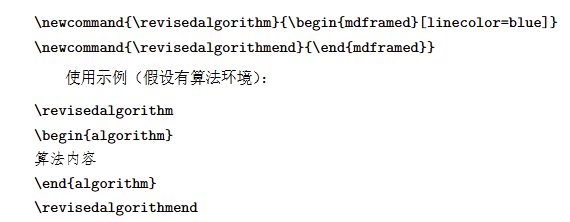 \newcommand{\revisedalgorithm}{\begin{mdframed}[linecolor=blue]}
\newcommand{\revisedalgorithmend}{\end{mdframed}}
使用示例（假设有算法环境）：
\revisedalgorithm
\begin{algorithm}
算法内容
\end{algorithm}
\revisedalgorithmend